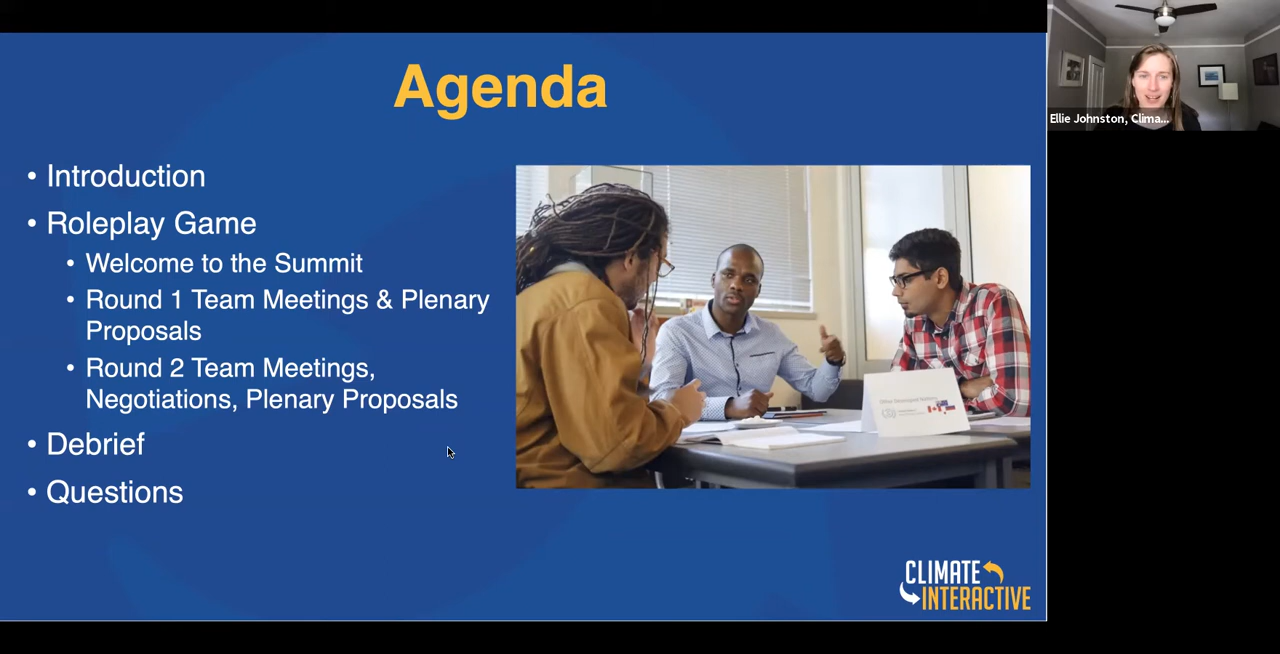 Agenda
• Introduction
• Roleplay Game
• Welcome to the Summit
• Round 1 Team Meetings & Plenary
Proposals
• Round 2 Team Meetings,
Negotiations, Plenary Proposals
• Debrief
• Questions
CLIMATE
INTERACTIVE
Ellie Johnston, Clima...